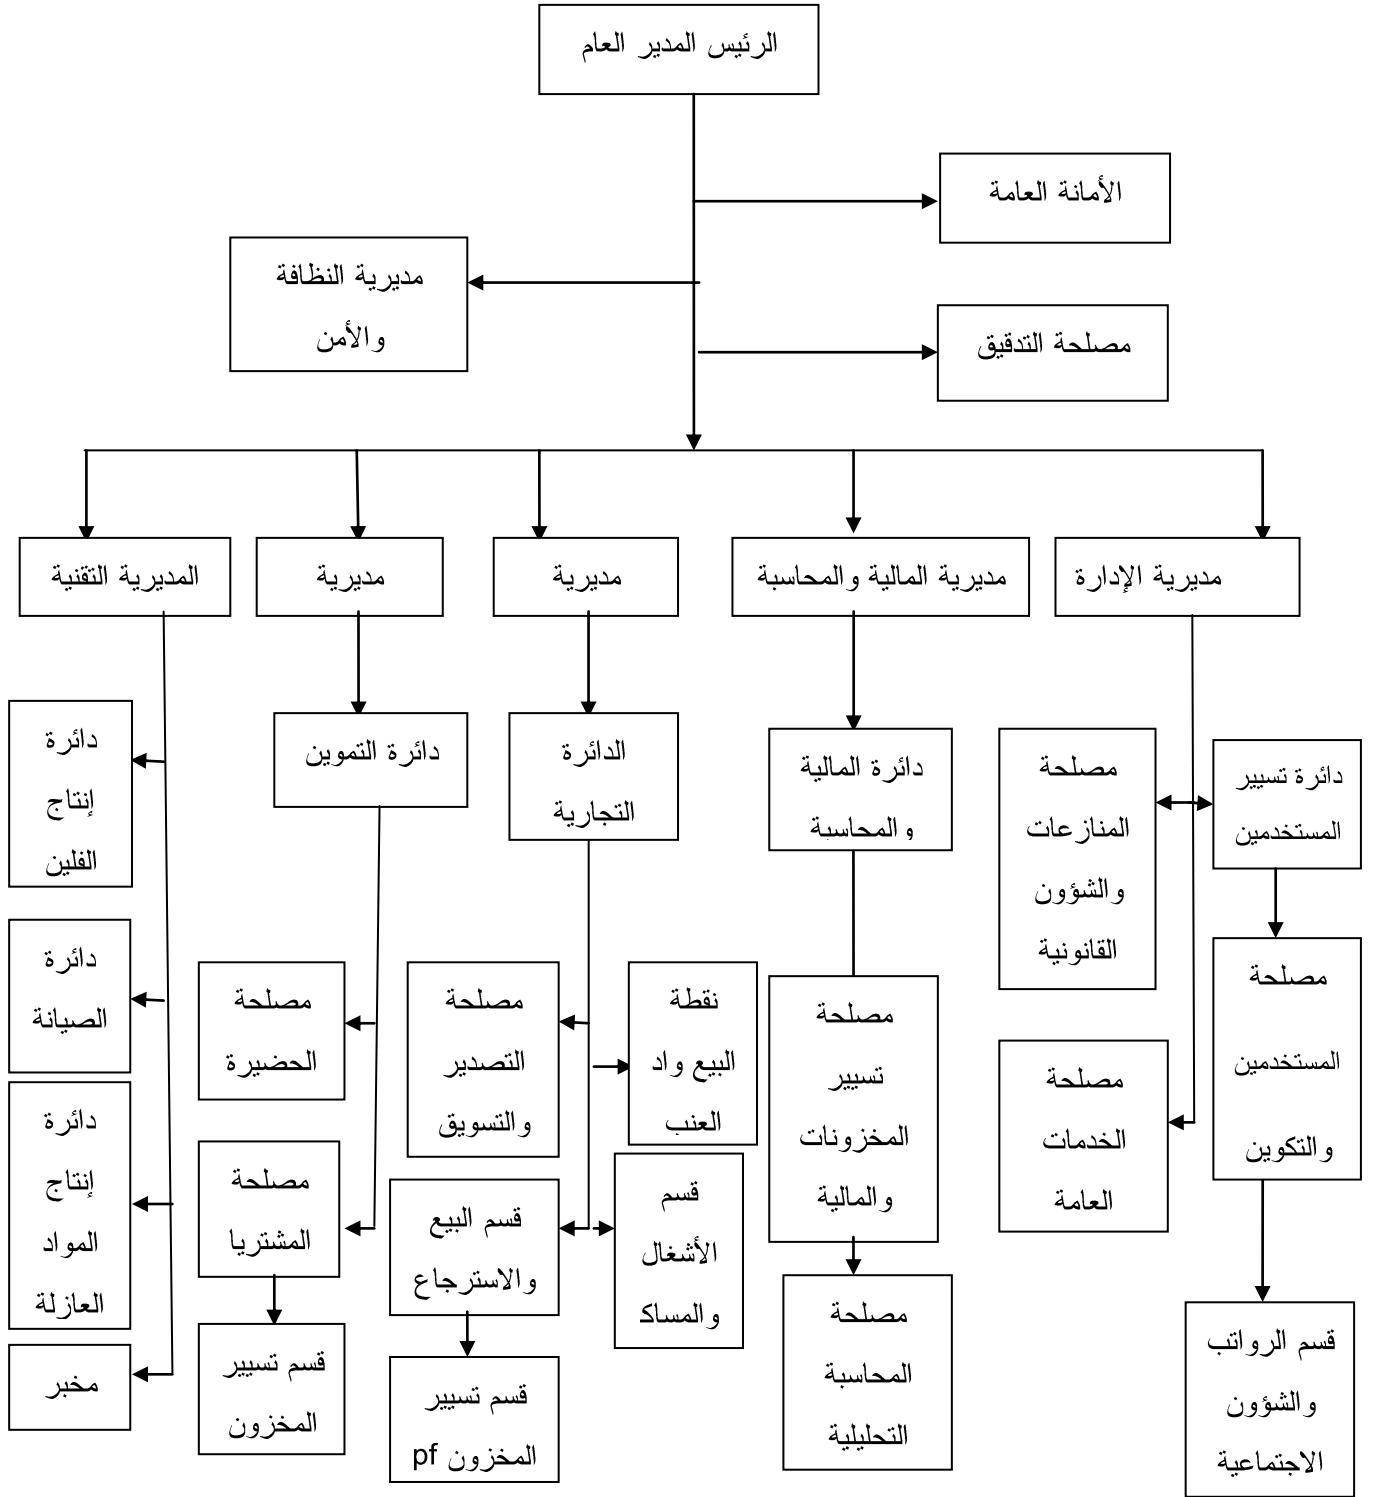 الرئيس المدير العام
الأمانة العامة
مديرية النظافة
والأمن
مصلحة التدقيق
مديرية الإدارة
مديرية المالية والمحاسبة
مديرية
مديرية
المديرية التقنية
دائرة تسيير
المستخدمين
مصلحة
المنازعات
والشؤون
القانونية
دائرة المالية
والمحاسبة
الدائرة
التجارية
دائرة التموين
دائرة
إنتاج
الفلين
مصلحة
المستخدمين
والتكوين
مصلحة
الخدمات
العامة
مصلحة
تسيير
المخزونات
والمالية
نقطة
البيع واد
العنب
مصلحة
التصدير
والتسويق
مصلحة
الحضيرة
دائرة
الصيانة
قسم
الأشغال
والمساك
قسم البيع
والاسترجاع
مصلحة
المشتريا
دائرة
إنتاج
المواد
العازلة
قسم الرواتب
والشؤون
الاجتماعية
مصلحة
المحاسبة
التحليلية
قسم تسيير
المخزون pf
قسم تسيير
المخزون
مخبر